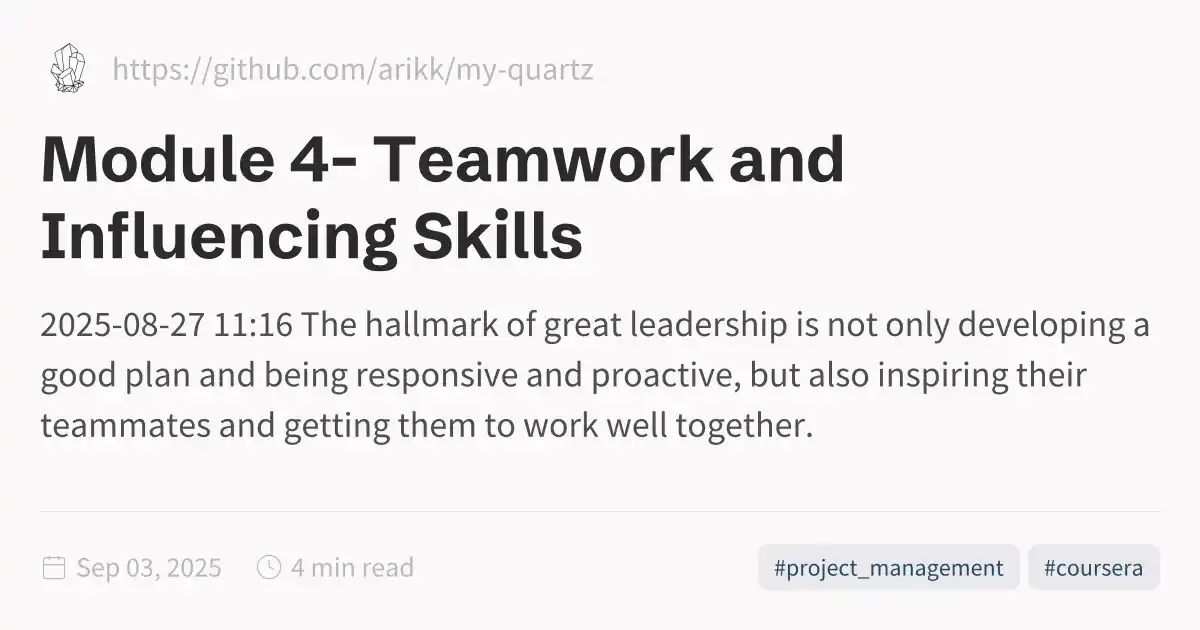 https://github.com/arikk/my-quartz
Module 4- Teamwork and
Influencing Skills
2025-08-27 11:16 The hallmark of great leadership is not only developing a
good plan and being responsive and proactive, but also inspiring their
teammates and getting them to work well together.
Sep 03, 2025 4 min read #project_management #coursera